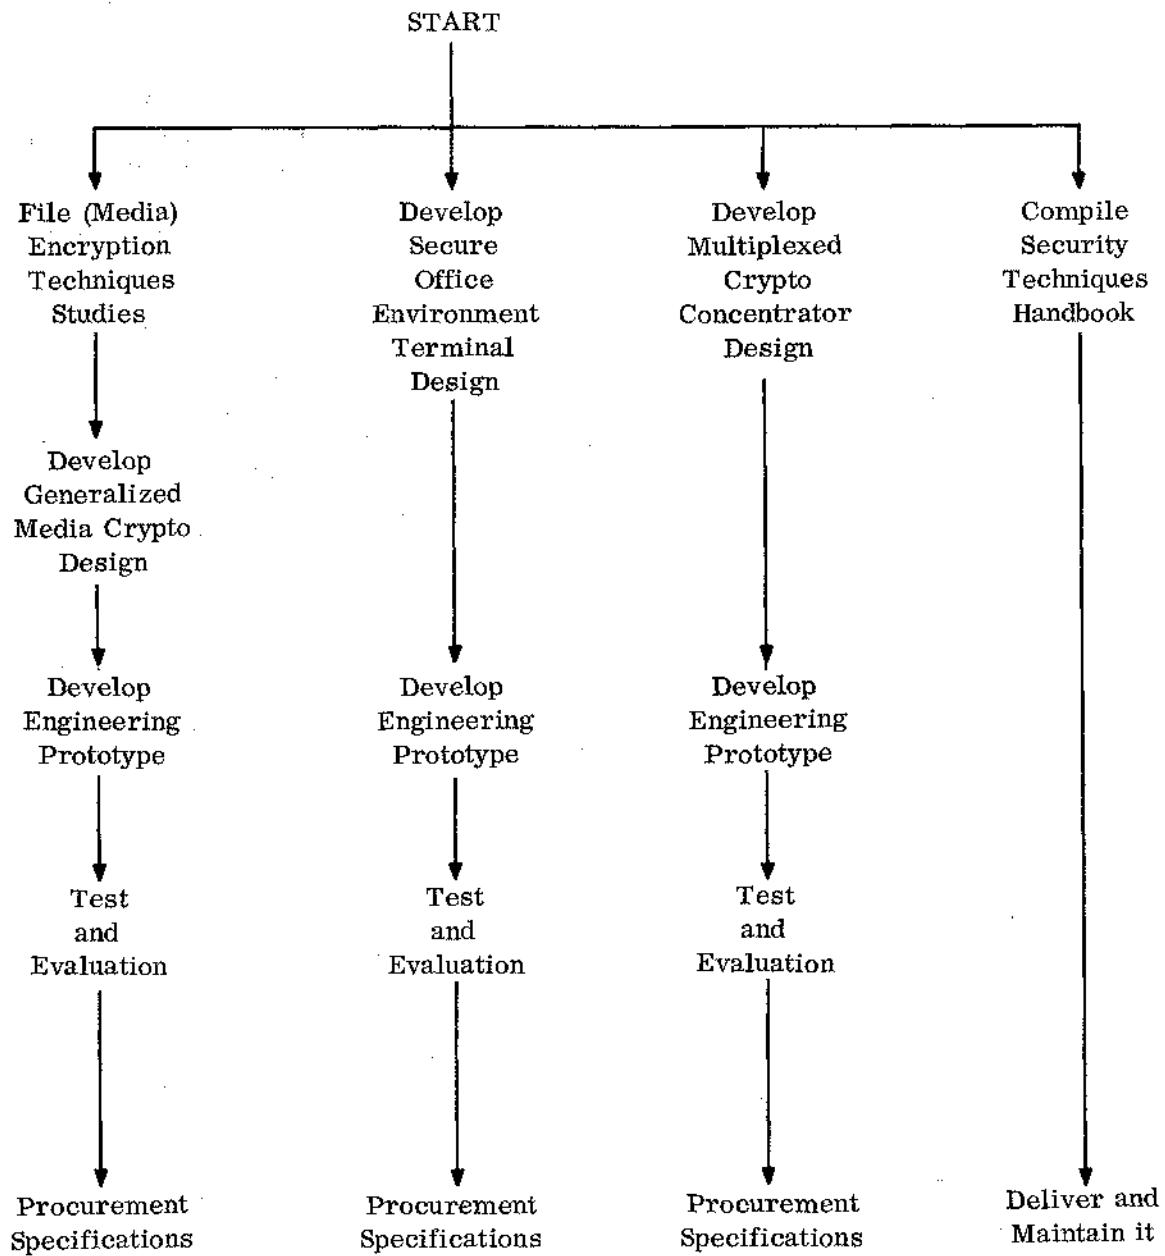 START
File (Media)
Encryption
Techniques
Studies
Develop
Secure
Office
Environment
Terminal
Design
Develop
Multiplexed
Crypto
Concentrator
Design
Compile
Security
Techniques
Handbook
Develop
Generalized
Media Crypto
Design
Develop
Engineering
Prototype
Develop
Engineering
Prototype
Develop
Engineering
Prototype
Test
and
Evaluation
Test
and
Evaluation
Test
and
Evaluation
Procurement
Specifications
Procurement
Specifications
Procurement
Specifications
Deliver and
Maintain it